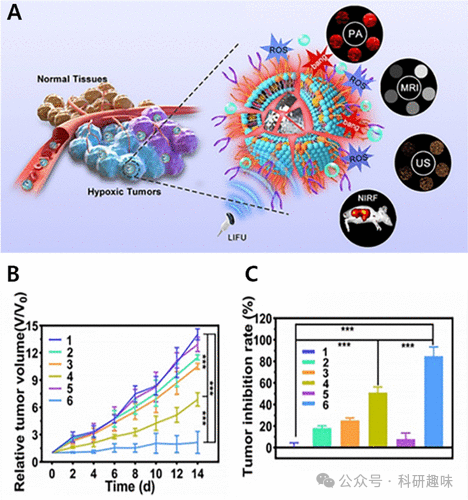 A
Normal Tissues
Hypoxic Tumors
LIFU
ROS
bang
ROS
bang
ROS
PA
MRI
US
NIRF
B
Relative tumor volume(V/V₀)
15
12
9
6
3
0
1
2
3
4
5
6
***
***
***
0 2 4 6 8 10 12 14
Time (d)
C
Tumor inhibition rate (%)
120
100
80
60
40
20
0
1
2
3
4
5
6
***
***
***
公众号 · 科研趣味